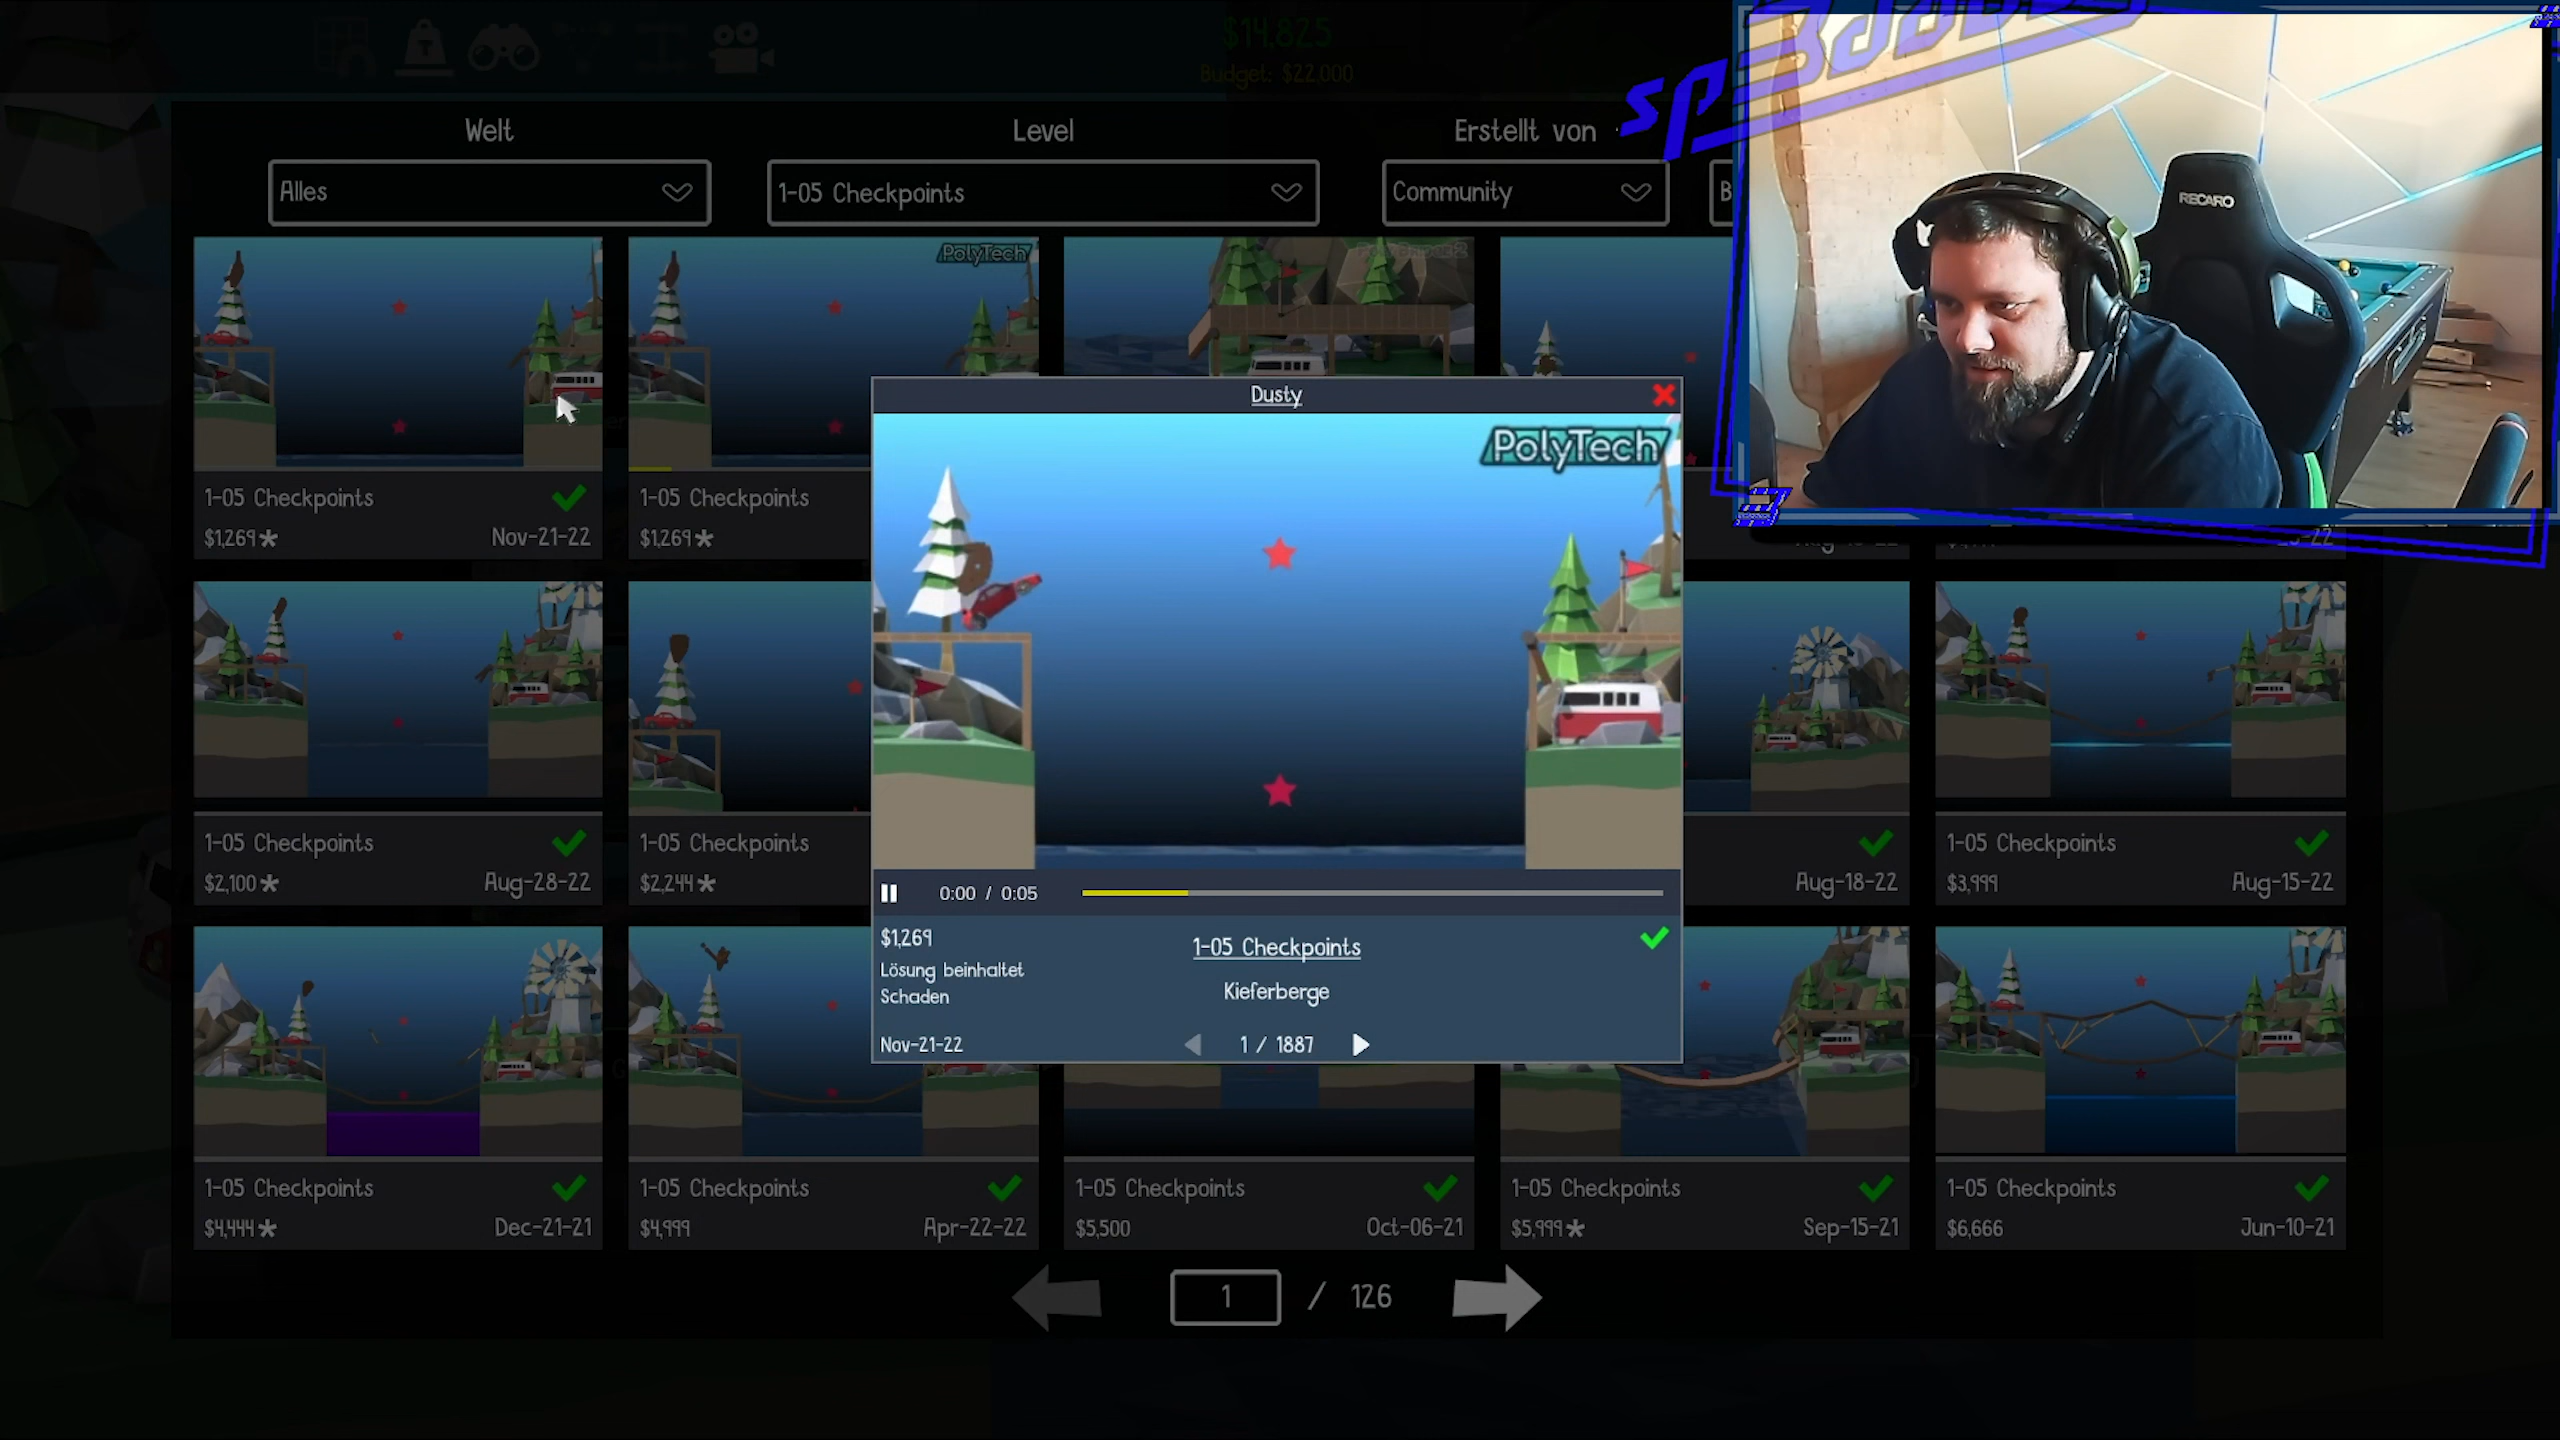 $14,825
Budget: $22,000
Welt
Level
Erstellt von
Alles
1-05 Checkpoints
Community
B
RECARO
PolyTech
Dusty
PolyTech
0:00 / 0:05
$1,269
Lösung beinhaltet
Schaden
1-05 Checkpoints
Kieferberge
Nov-21-22
1 / 1887
1-05 Checkpoints
$1,269*
Nov-21-22
1-05 Checkpoints
$1,269*
1-05 Checkpoints
$2,100*
Aug-28-22
1-05 Checkpoints
$2,244*
Aug-18-22
1-05 Checkpoints
$3,999
Aug-15-22
1-05 Checkpoints
$4,444*
Dec-21-21
1-05 Checkpoints
$4,999
Apr-22-22
1-05 Checkpoints
$5,500
Oct-06-21
1-05 Checkpoints
$5,999*
Sep-15-21
1-05 Checkpoints
$6,666
Jun-10-21
1 / 126